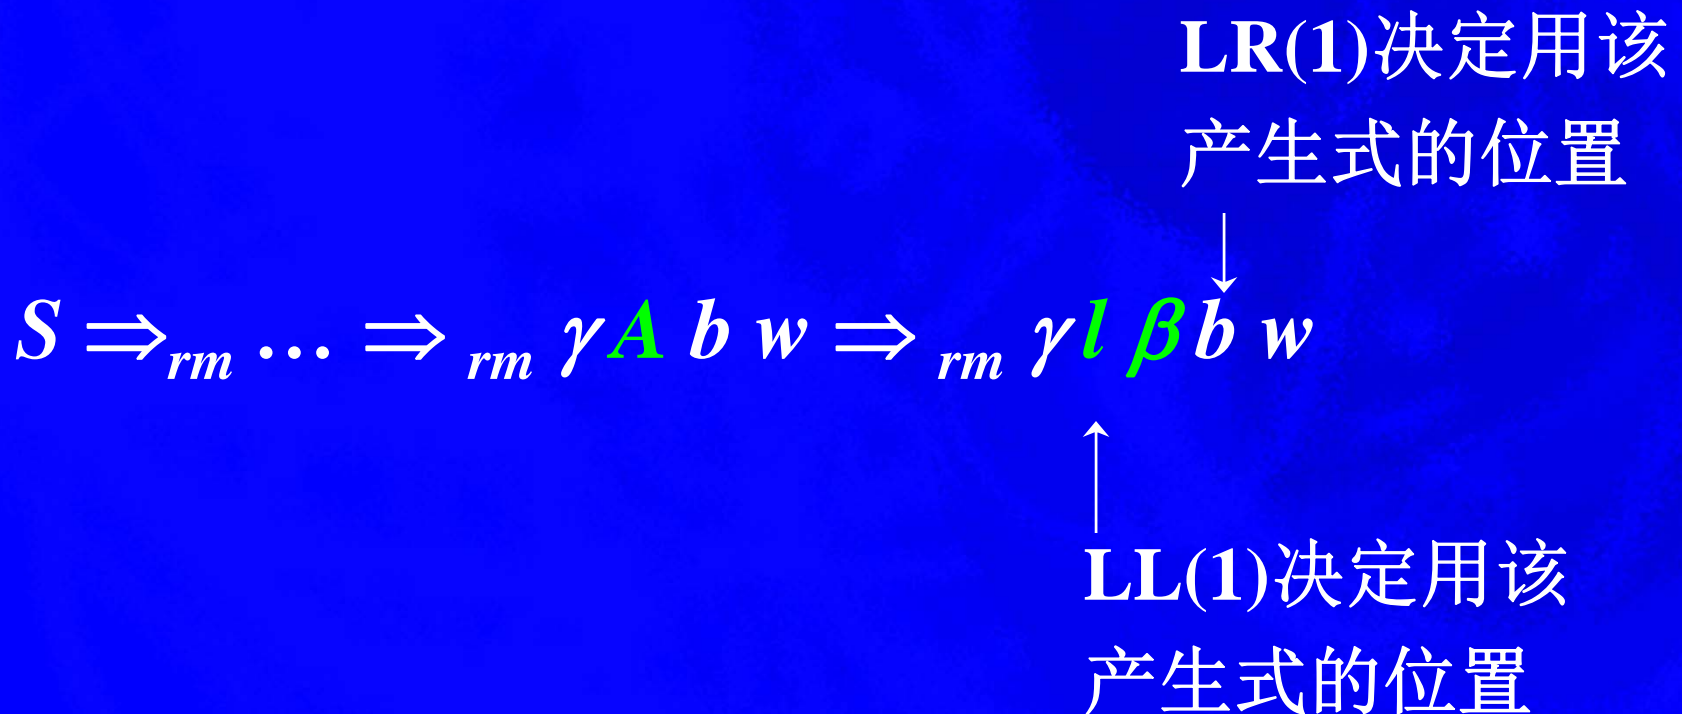 LR(1)决定用该
产生式的位置
S ⇒rm … ⇒ rm γ A b w ⇒ rm γ l β b w
LL(1)决定用该
产生式的位置